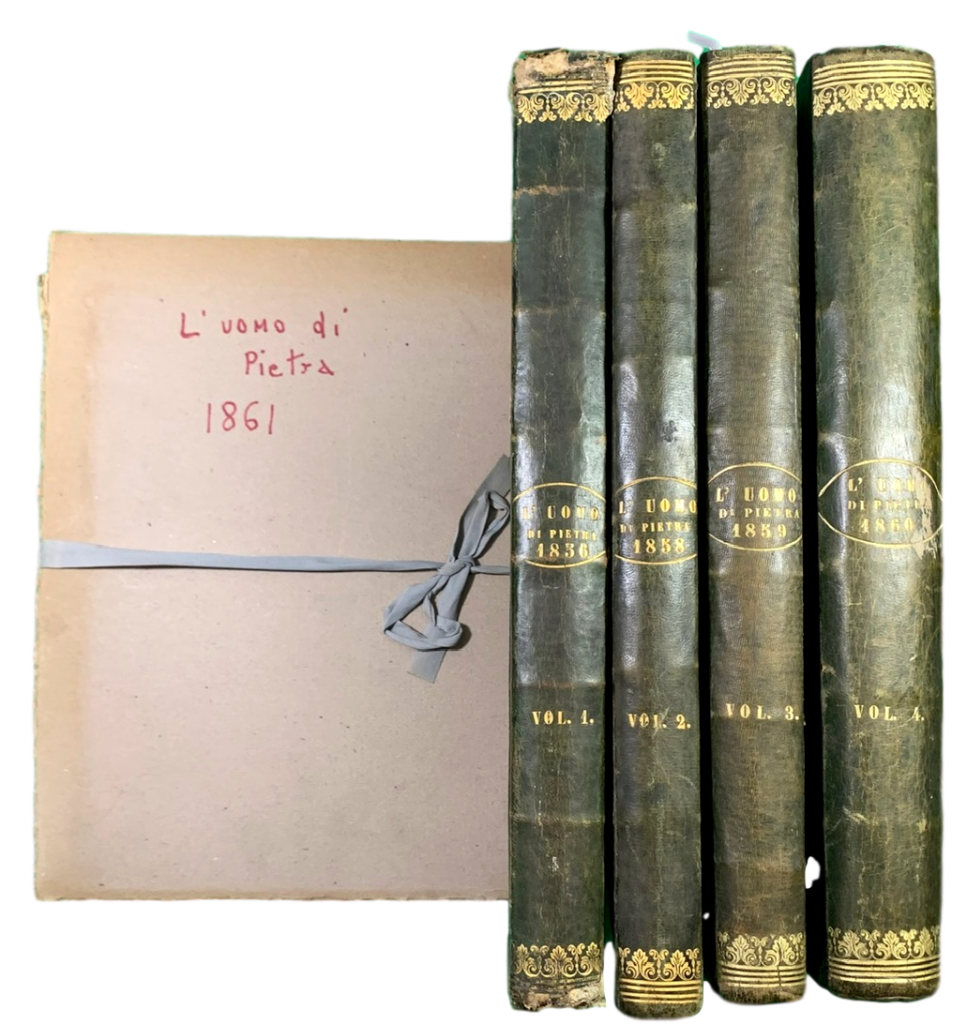 L' UOMO di
Pietra
1861
L' UOMO
DI PIETRA
1856
VOL. 1.
L' UOMO
DI PIETRA
1858
VOL. 2.
L' UOMO
DI PIETRA
1859
VOL. 3.
L' UOMO
DI PIETRA
1860
VOL. 4.